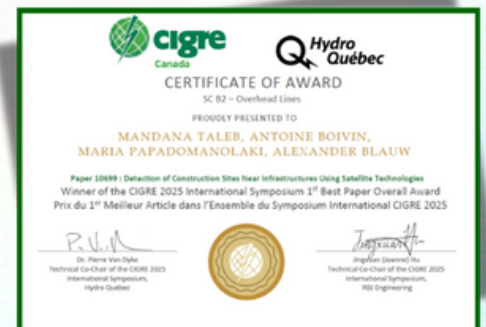 cigre
Canada
Hydro
Québec
CERTIFICATE OF AWARD
SC B2 – Overhead Lines
PROUDLY PRESENTED TO
MANDANA TALEB, ANTOINE BOIVIN,
MARIA PAPADOMANOLAKI, ALEXANDER BLAUW
Paper 10699 : Detection of Construction Sites Near Infrastructures Using Satellite Technologies
Winner of the CIGRE 2025 International Symposium 1st Best Paper Overall Award
Prix du 1er Meilleur Article dans l'Ensemble du Symposium International CIGRE 2025
Dr. Pierre Van Dyke
Technical Co-Chair of the CIGRE 2025
International Symposium,
Hydro Québec
Jingxuan (Joanne) Hu
Technical Co-Chair of the CIGRE 2025
International Symposium,
RBJ Engineering